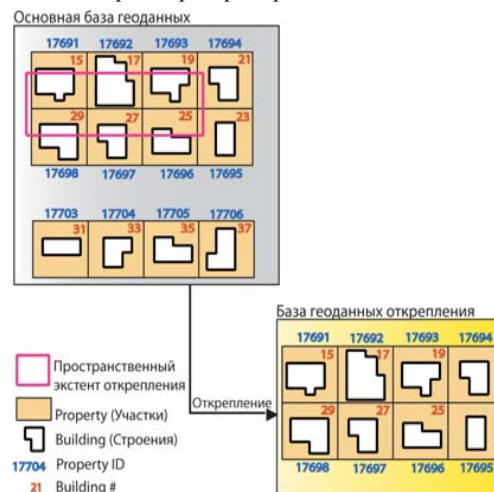 Основная база геоданных
17691 17692 17693 17694
15 17 19 21
29 27 25 23
17698 17697 17696 17695
17703 17704 17705 17706
31 33 35 37
База геоданных открепления
17691 17692 17693 17694
15 17 19
29 27 25
17698 17697 17696 17695
Пространственный
экстент открепления
Открепление
Property (Участки)
Building (Строения)
17704 Property ID
21 Building #